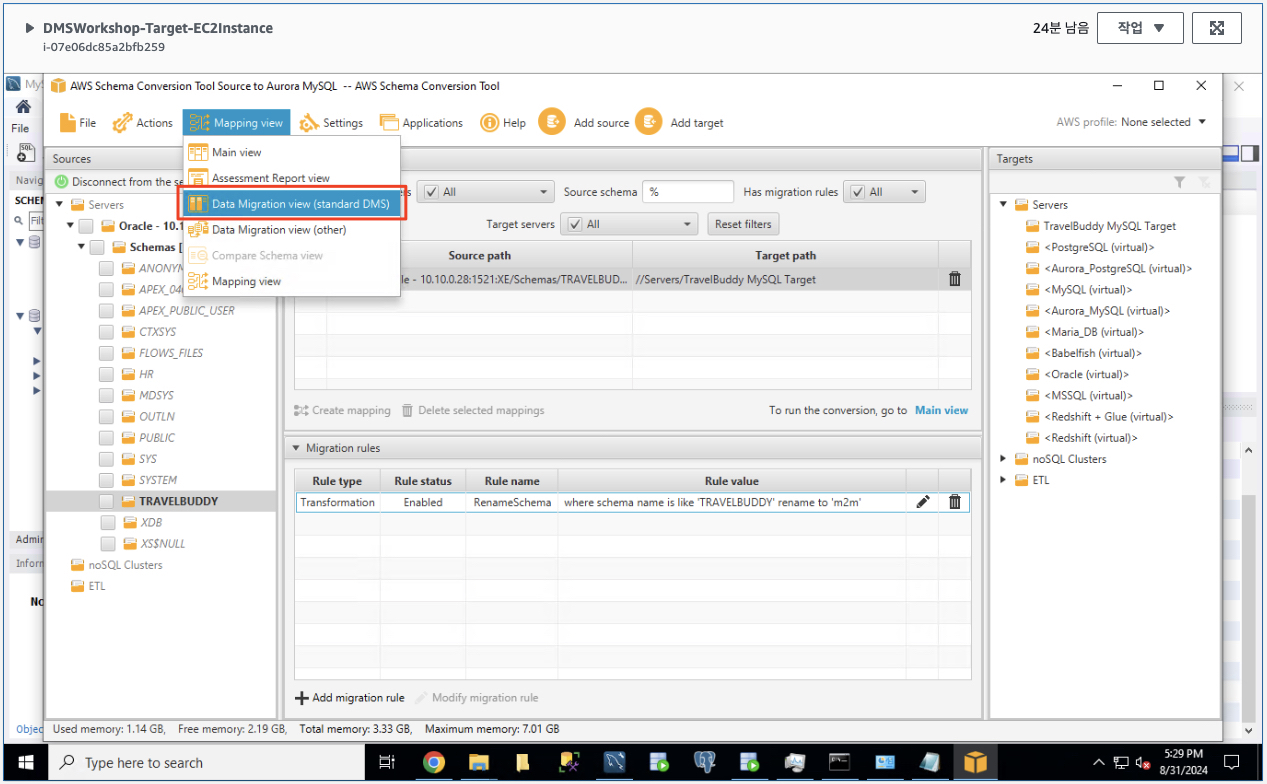 DMSWorkshop-Target-EC2Instance
i-07e06dc85a2bfb259
24분 남음
작업
AWS Schema Conversion Tool Source to Aurora MySQL -- AWS Schema Conversion Tool
File
File
Actions
Mapping view
Settings
Applications
Help
Add source
Add target
AWS profile: None selected
Main view
Assessment Report view
Data Migration view (standard DMS)
Data Migration view (other)
Compare Schema view
Mapping view
Sources
Disconnect from the se
Servers
Oracle - 10.1
Schemas [
ANONYM
APEX_04
APEX_PUBLIC_USER
CTXSYS
FLOWS_FILES
HR
MDSYS
OUTLN
PUBLIC
SYS
SYSTEM
TRAVELBUDDY
XDB
XS$NULL
noSQL Clusters
ETL
All
Source schema
%
Has migration rules
All
Target servers
All
Reset filters
Source path
Target path
le - 10.10.0.28:1521:XE/Schemas/TRAVELBUD...
//Servers/TravelBuddy MySQL Target
Create mapping
Delete selected mappings
To run the conversion, go to Main view
Migration rules
Rule type
Rule status
Rule name
Rule value
Transformation
Enabled
RenameSchema
where schema name is like 'TRAVELBUDDY' rename to 'm2m'
Add migration rule
Modify migration rule
Targets
Servers
TravelBuddy MySQL Target
<PostgreSQL (virtual)>
<Aurora_PostgreSQL (virtual)>
<MySQL (virtual)>
<Aurora_MySQL (virtual)>
<Maria_DB (virtual)>
<Babelfish (virtual)>
<Oracle (virtual)>
<MSSQL (virtual)>
<Redshift + Glue (virtual)>
<Redshift (virtual)>
noSQL Clusters
ETL
Used memory: 1.14 GB, Free memory: 2.19 GB, Total memory: 3.33 GB, Maximum memory: 7.01 GB
Type here to search
5:29 PM
8/31/2024